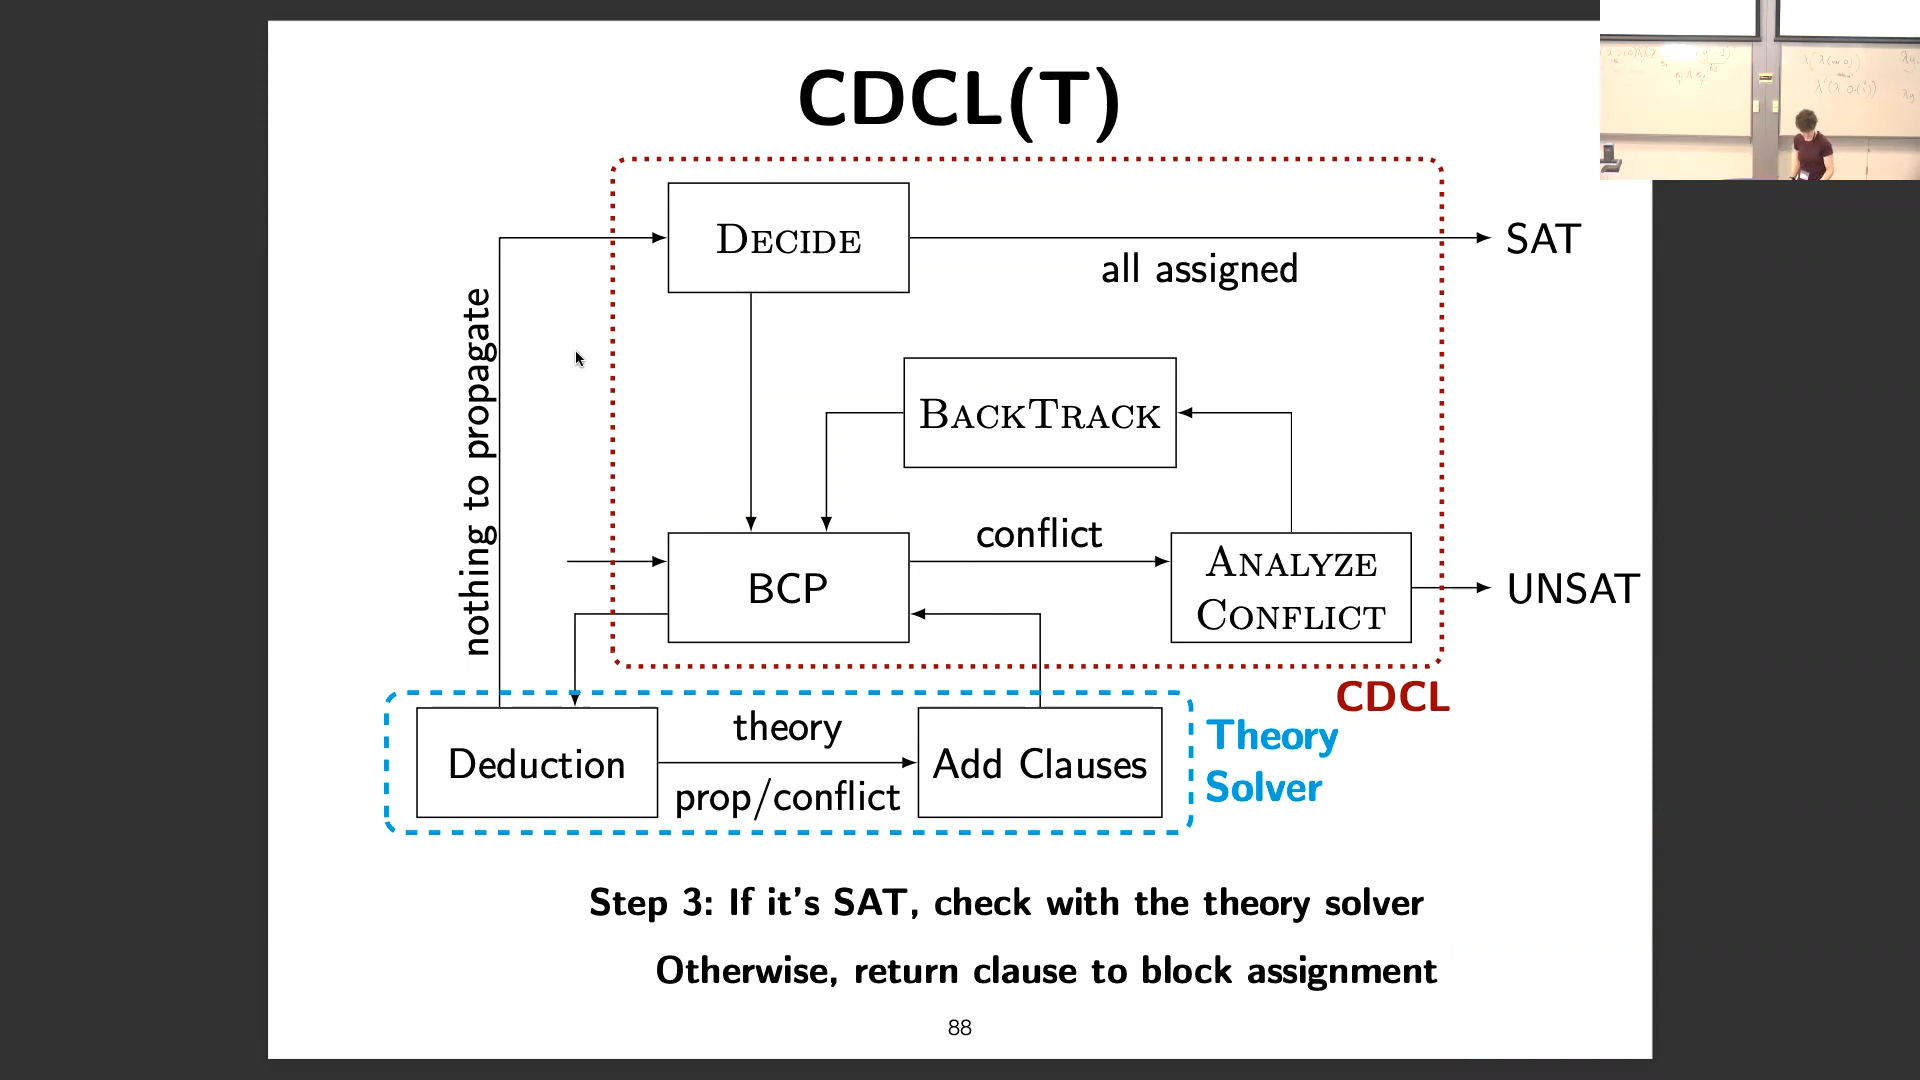 CDCL(T)
DECIDE
SAT
all assigned
nothing to propagate
BACKTRACK
conflict
BCP
ANALYZE
CONFLICT
UNSAT
CDCL
theory
Deduction
prop/conflict
Add Clauses
Theory
Solver
Step 3: If it's SAT, check with the theory solver
Otherwise, return clause to block assignment
88